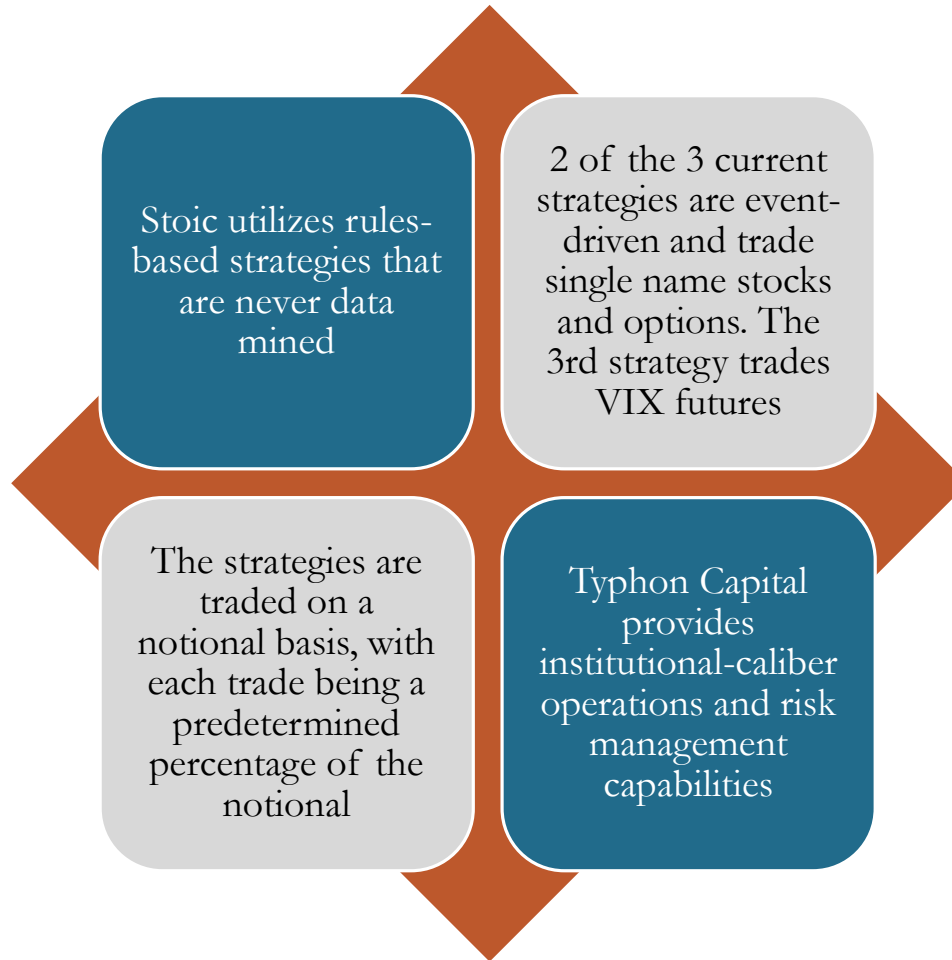 Stoic utilizes rules-
based strategies that
are never data
mined
2 of the 3 current
strategies are event-
driven and trade
single name stocks
and options. The
3rd strategy trades
VIX futures
The strategies are
traded on a
notional basis, with
each trade being a
predetermined
percentage of the
notional
Typhon Capital
provides
institutional-caliber
operations and risk
management
capabilities